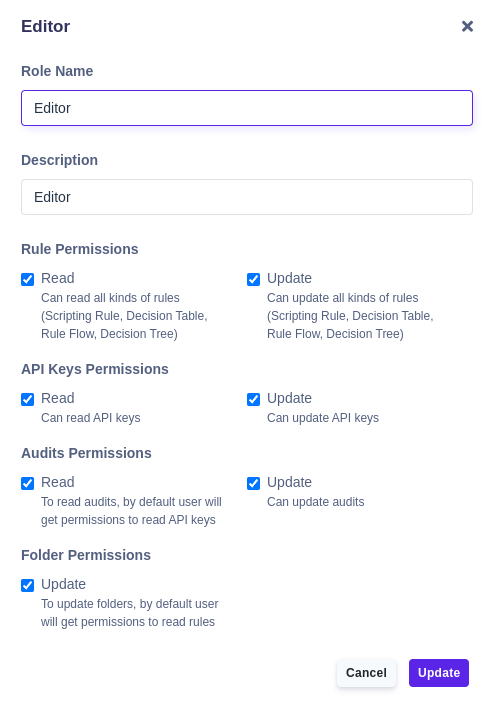 Editor
Role Name
Editor
Description
Editor
Rule Permissions
Read
Can read all kinds of rules
(Scripting Rule, Decision Table,
Rule Flow, Decision Tree)
Update
Can update all kinds of rules
(Scripting Rule, Decision Table,
Rule Flow, Decision Tree)
API Keys Permissions
Read
Can read API keys
Update
Can update API keys
Audits Permissions
Read
To read audits, by default user will
get permissions to read API keys
Update
Can update audits
Folder Permissions
Update
To update folders, by default user
will get permissions to read rules
Cancel
Update